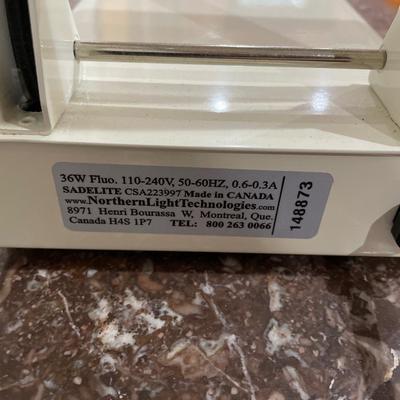 36W Fluo. 110-240V, 50-60HZ, 0.6-0.3A
SADELITE CSA223997 Made in CANADA
www.NorthernLightTechnologies.com
8971 Henri Bourassa W, Montreal, Que.
Canada H4S 1P7 TEL: 800 263 0066
148873